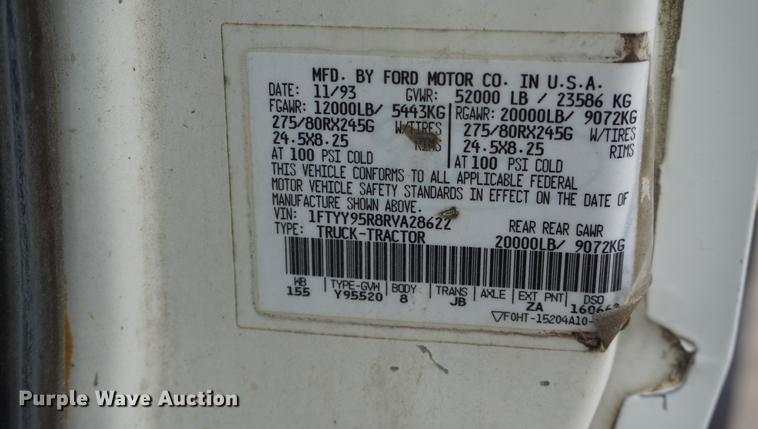 MFD. BY FORD MOTOR CO. IN U.S.A.
DATE: 11/93 GVWR: 52000 LB / 23586 KG
FGAWR: 12000LB/ 5443KG RGAWR: 20000LB/ 9072KG
275/80RX245G W/TIRES 275/80RX245G W/TIRES
24.5X8.25 RIMS 24.5X8.25 RIMS
AT 100 PSI COLD AT 100 PSI COLD
THIS VEHICLE CONFORMS TO ALL APPLICABLE FEDERAL
MOTOR VEHICLE SAFETY STANDARDS IN EFFECT ON THE DATE OF
MANUFACTURE SHOWN ABOVE.
VIN: 1FTYY95R8RVA28622 REAR REAR GAWR
TYPE: TRUCK-TRACTOR 20000LB/ 9072KG
WB TYPE-GVW BODY TRANS AXLE EXT PNT DSO
155 Y95520 8 JB ZA
F0HT-15204A10-
Purple Wave Auction